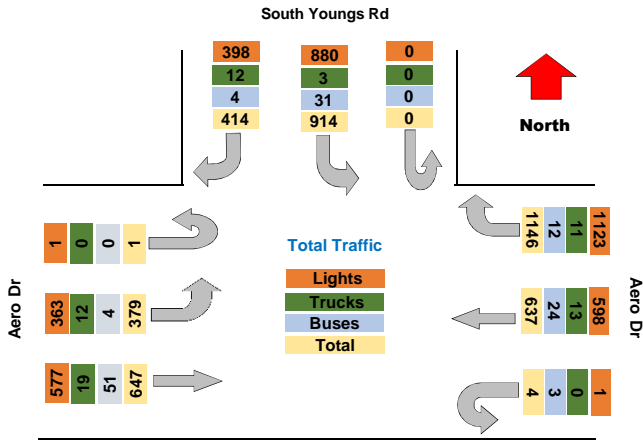 South Youngs Rd
398 880 0
12 3 0
4 31 0
414 914 0
North
1 0 0 1
363 12 4 379
577 19 51 647
Aero Dr
Total Traffic
Lights
Trucks
Buses
Total
1146 12 11 1123
637 24 13 598
4 3 0 1
Aero Dr